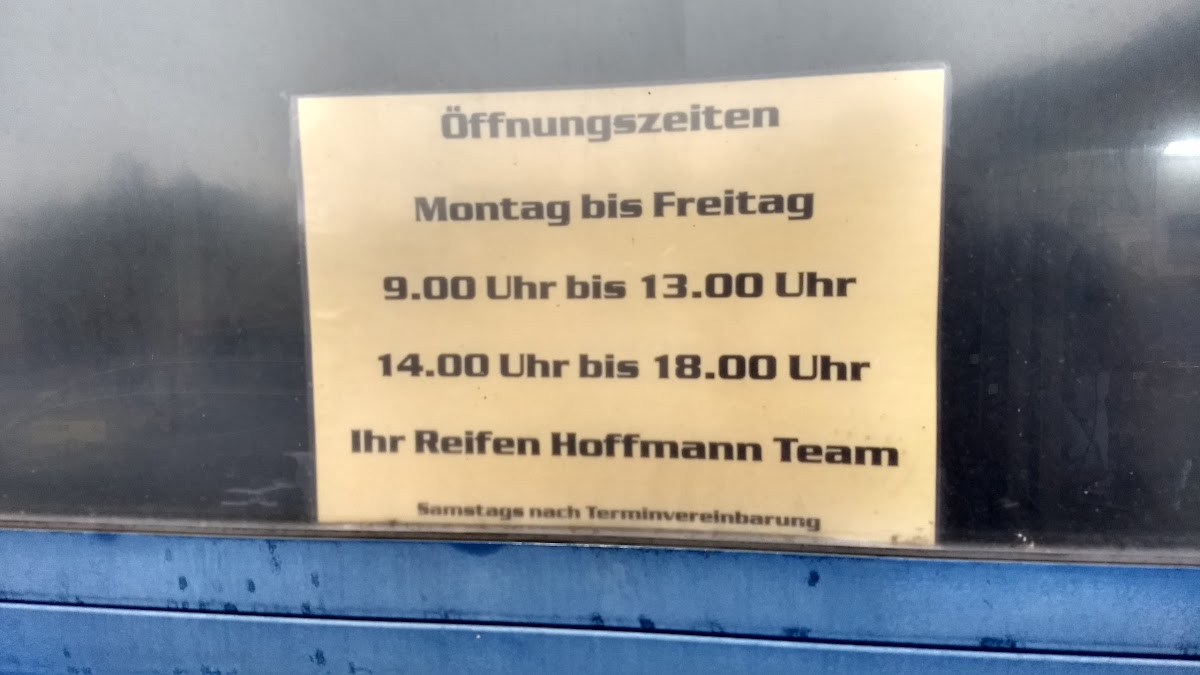 Öffnungszeiten
Montag bis Freitag
9.00 Uhr bis 13.00 Uhr
14.00 Uhr bis 18.00 Uhr
Ihr Reifen Hoffmann Team
Samstags nach Terminvereinbarung